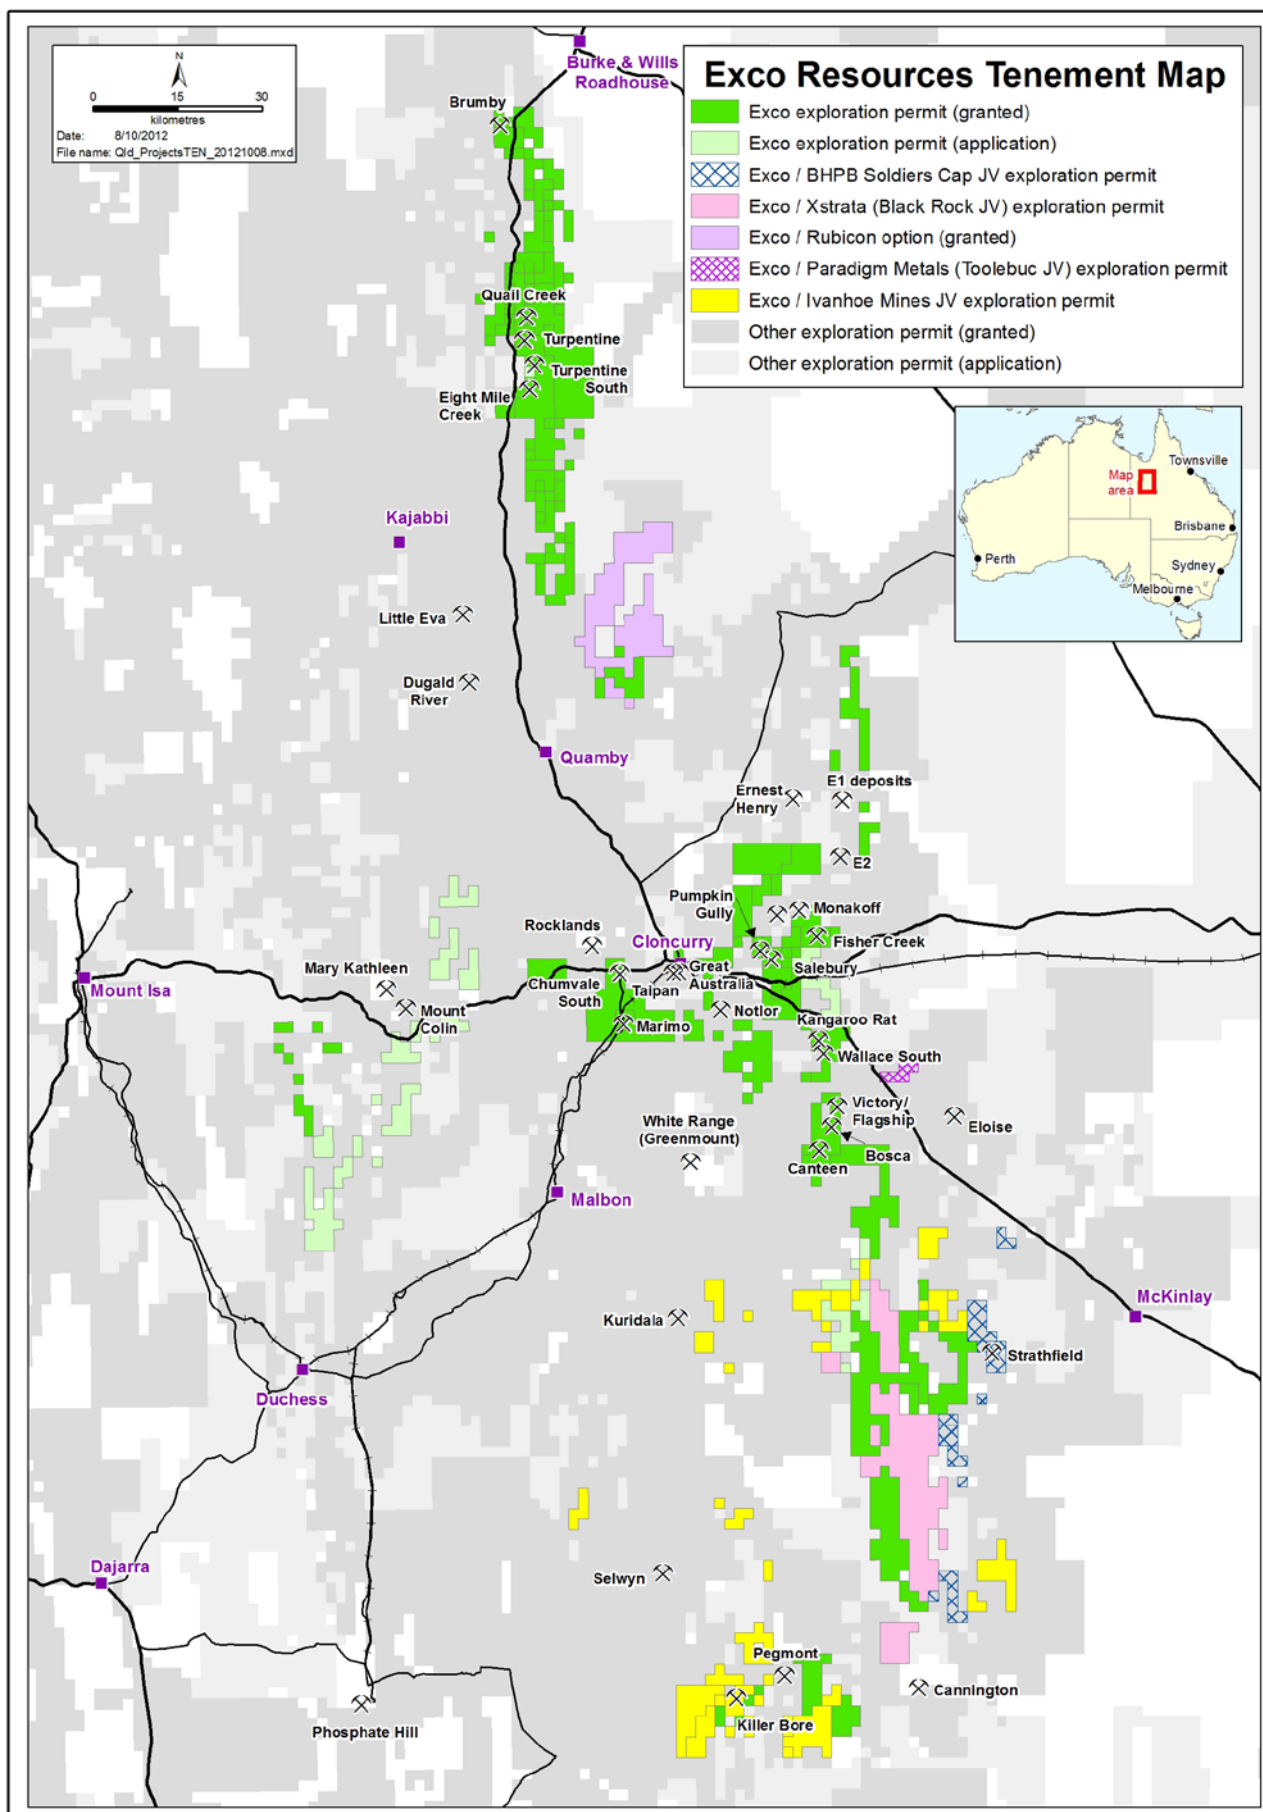 N
0 15 30
kilometres
Date: 8/10/2012
File name: Qld_ProjectsTEN_20121008.mxd
Burke & Wills
Roadhouse
Exco Resources Tenement Map
Exco exploration permit (granted)
Exco exploration permit (application)
Exco / BHPB Soldiers Cap JV exploration permit
Exco / Xstrata (Black Rock JV) exploration permit
Exco / Rubicon option (granted)
Exco / Paradigm Metals (Toolebuc JV) exploration permit
Exco / Ivanhoe Mines JV exploration permit
Other exploration permit (granted)
Other exploration permit (application)
Brumby
Quail Creek
Turpentine
Turpentine
South
Eight Mile
Creek
Map
area
Townsville
Brisbane
Perth
Sydney
Melbourne
Kajabbi
Little Eva
Dugald
River
Quamby
E1 deposits
Ernest
Henry
E2
Pumpkin
Gully
Monakoff
Rocklands
Cloncurry
Fisher Creek
Mary Kathleen
Chumvale
South
Taipan
Great
Australia
Salebury
Mount Isa
Mount
Colin
Marimo
Notlor
Kangaroo Rat
Wallace South
White Range
(Greenmount)
Victory/
Flagship
Eloise
Bosca
Canteen
Malbon
McKinlay
Kuridala
Strathfield
Duchess
Dajarra
Selwyn
Pegmont
Cannington
Killer Bore
Phosphate Hill